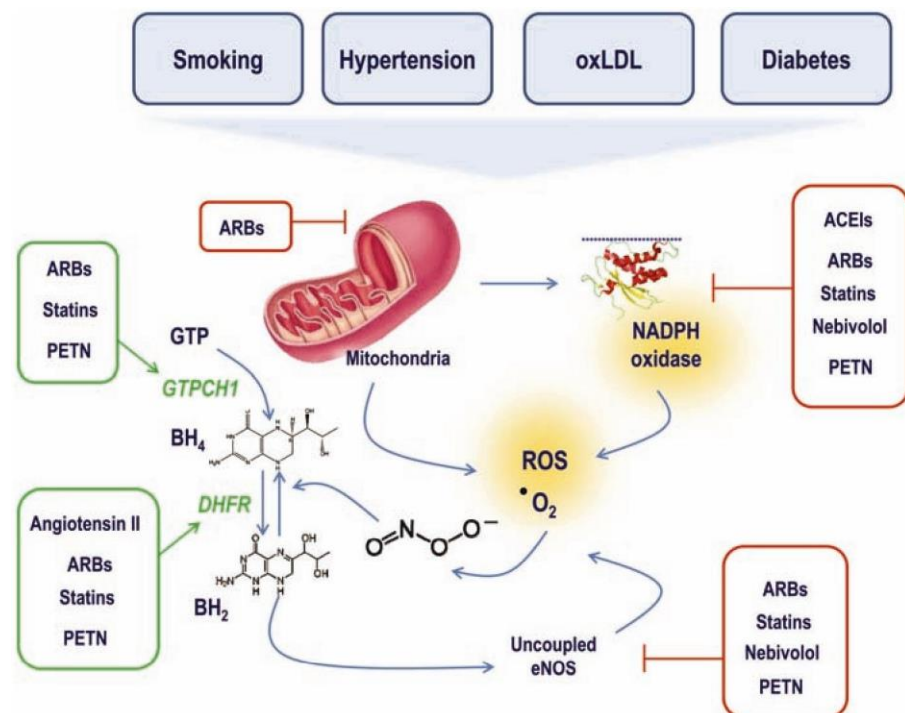 Smoking
Hypertension
oxLDL
Diabetes
ARBs
ACEIs
ARBs
Statins
Nebivolol
PETN
ARBs
Statins
PETN
GTP
Mitochondria
NADPH
oxidase
GTPCH1
BH4
ROS
•O2
DHFR
Angiotensin II
ARBs
Statins
PETN
BH2
O=N-O-O−
Uncoupled
eNOS
ARBs
Statins
Nebivolol
PETN